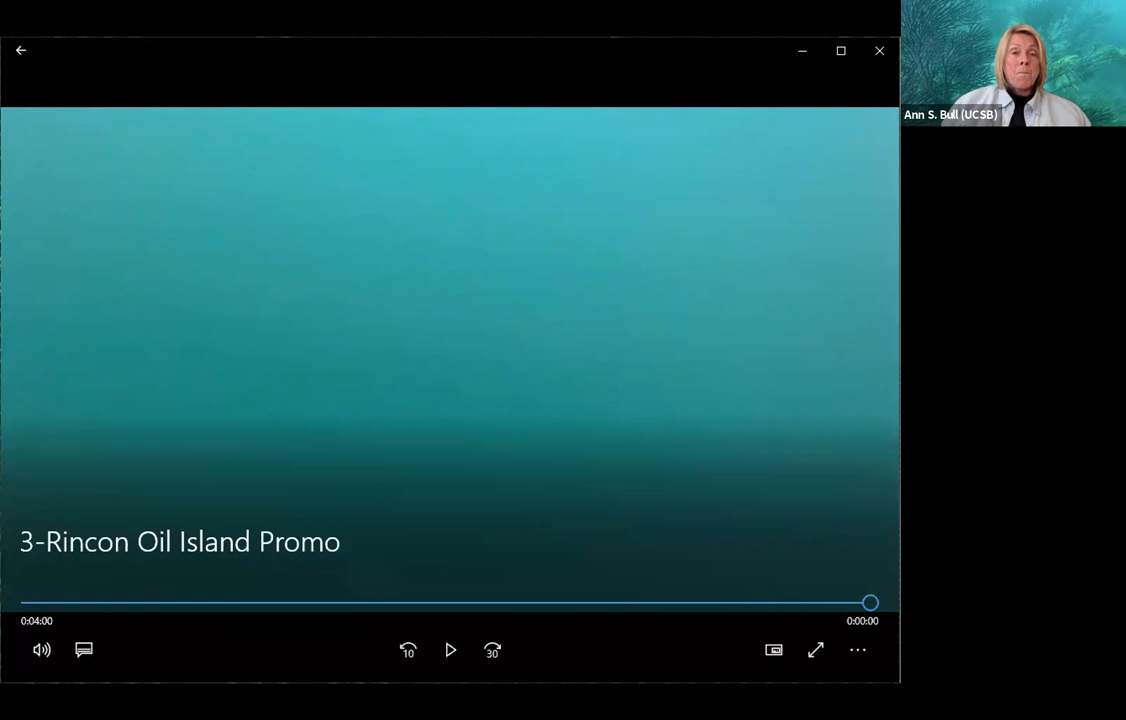 Ann S. Bull (UCSB)
3-Rincon Oil Island Promo
0:04:00
0:00:00
10
30